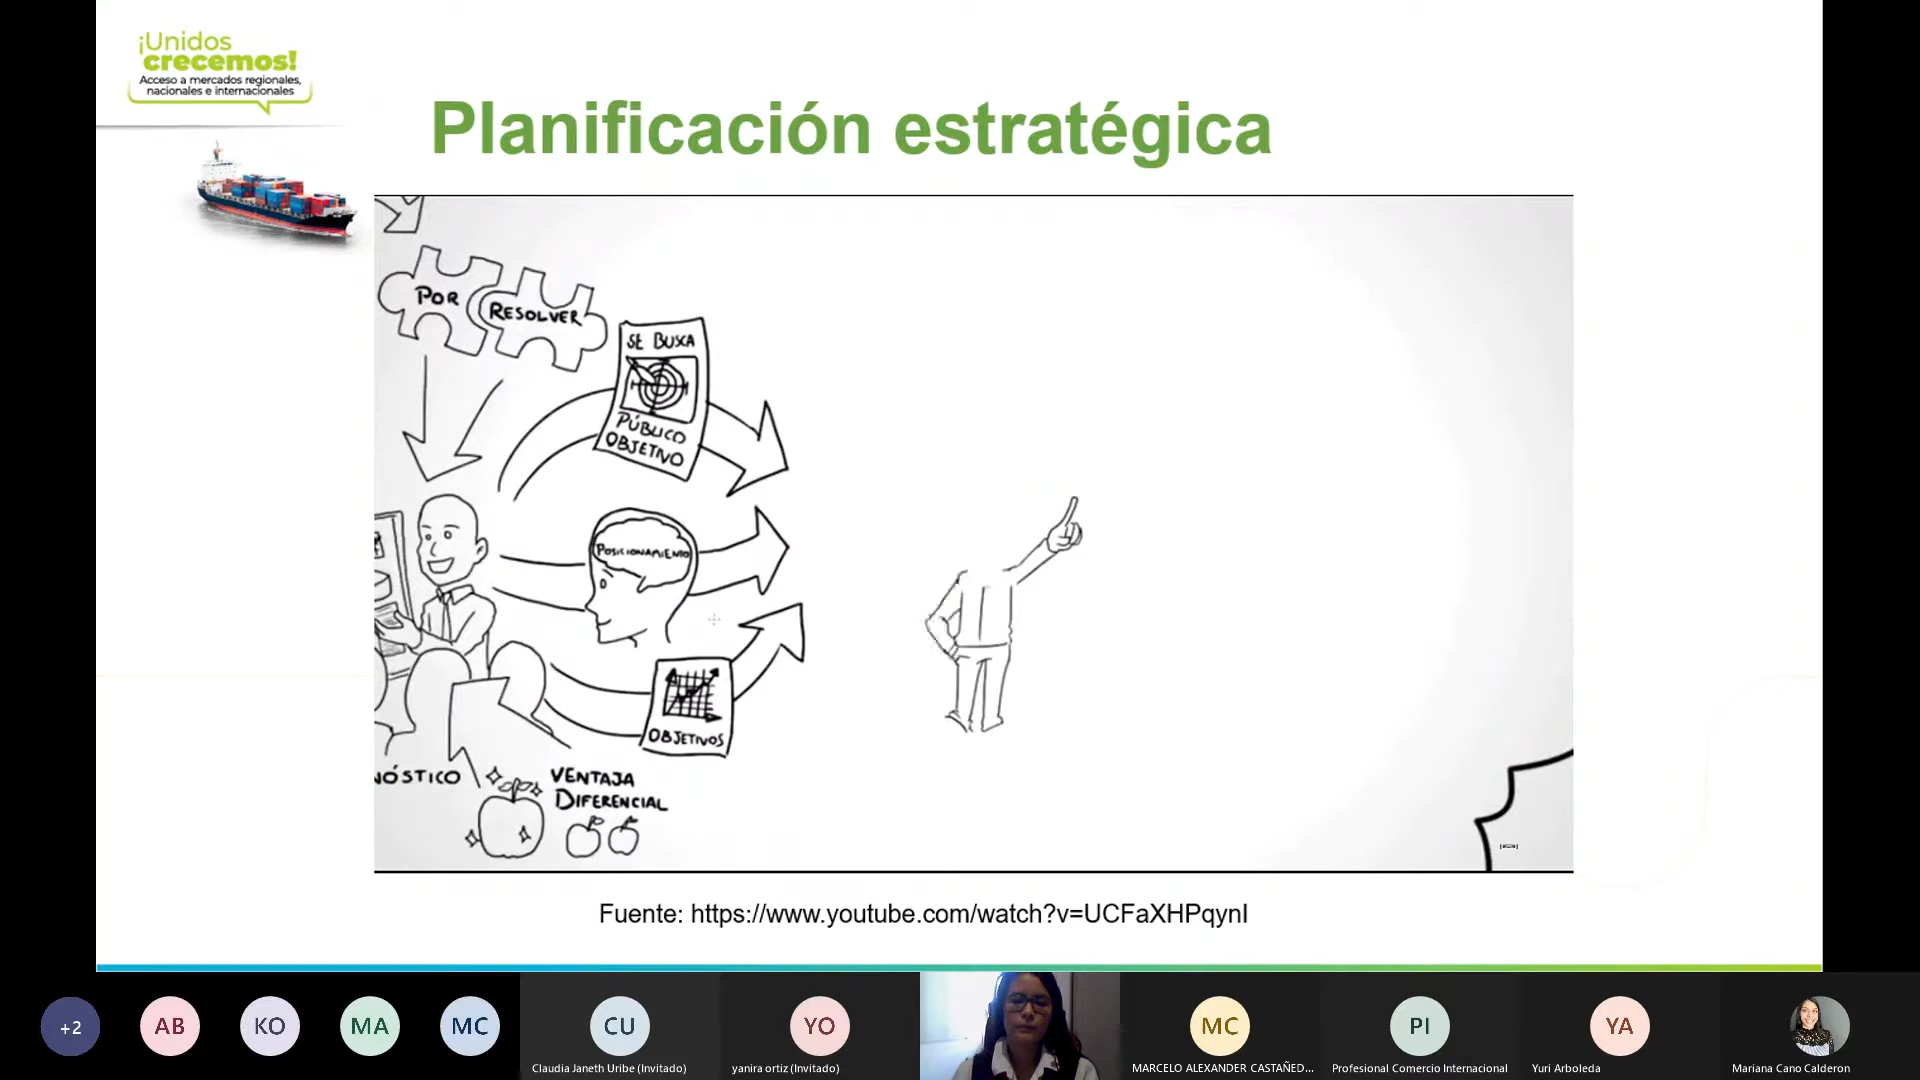 ¡Unidos
crecemos!
Acceso a mercados regionales,
nacionales e internacionales
Planificación estratégica
POR
RESOLVER
SE BUSCA
PÚBLICO
OBJETIVO
POSICIONAMIENTO
OBJETIVOS
NÓSTICO
VENTAJA
DIFERENCIAL
Fuente: https://www.youtube.com/watch?v=UCFaXHPqynI
+2
AB
KO
MA
MC
CU
YO
MC
PI
YA
Claudia Janeth Uribe (Invitado)
yanira ortiz (Invitado)
MARCELO ALEXANDER CASTAÑED...
Profesional Comercio Internacional
Yuri Arboleda
Mariana Cano Calderon